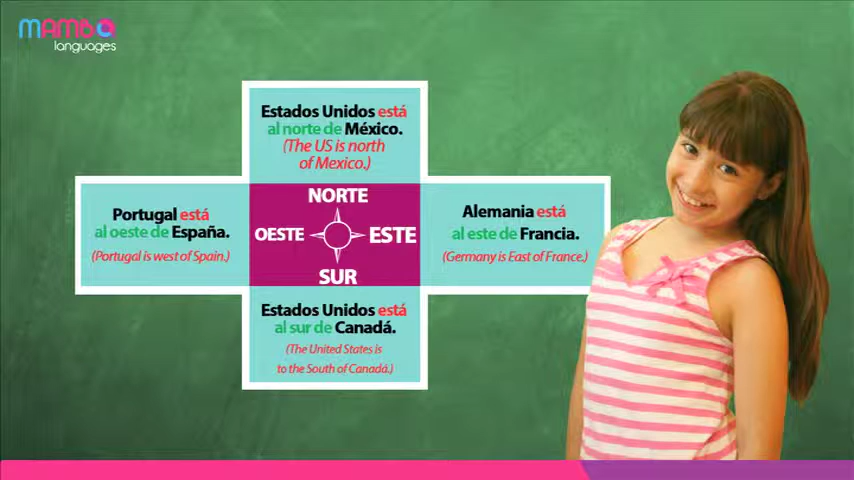 mambo
languages
Estados Unidos está
al norte de México.
(The US is north
of Mexico.)
Portugal está
al oeste de España.
(Portugal is west of Spain.)
NORTE
OESTE
ESTE
SUR
Alemania está
al este de Francia.
(Germany is East of France.)
Estados Unidos está
al sur de Canadá.
(The United States is
to the South of Canadá.)